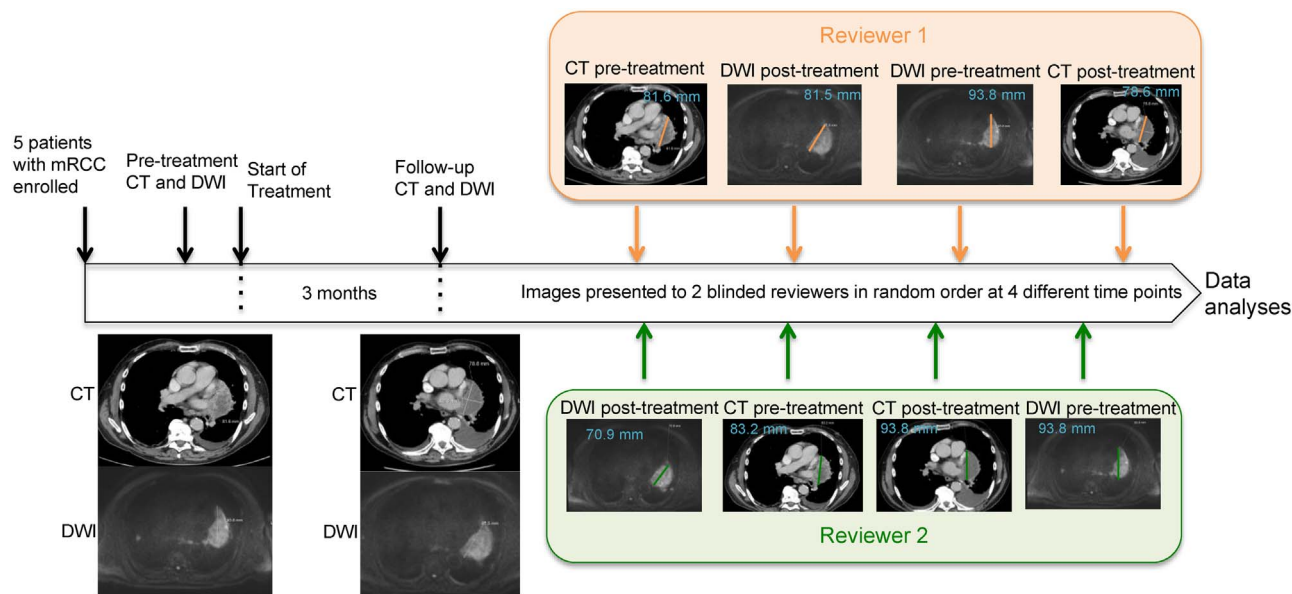 Reviewer 1
CT pre-treatment
DWI post-treatment
DWI pre-treatment
CT post-treatment
81.6 mm
81.5 mm
93.8 mm
78.6 mm
5 patients
with mRCC
enrolled
Pre-treatment
CT and DWI
Start of
Treatment
Follow-up
CT and DWI
3 months
Images presented to 2 blinded reviewers in random order at 4 different time points
Data
analyses
CT
CT
DWI
DWI
DWI post-treatment
CT pre-treatment
CT post-treatment
DWI pre-treatment
70.9 mm
83.2 mm
93.8 mm
93.8 mm
Reviewer 2